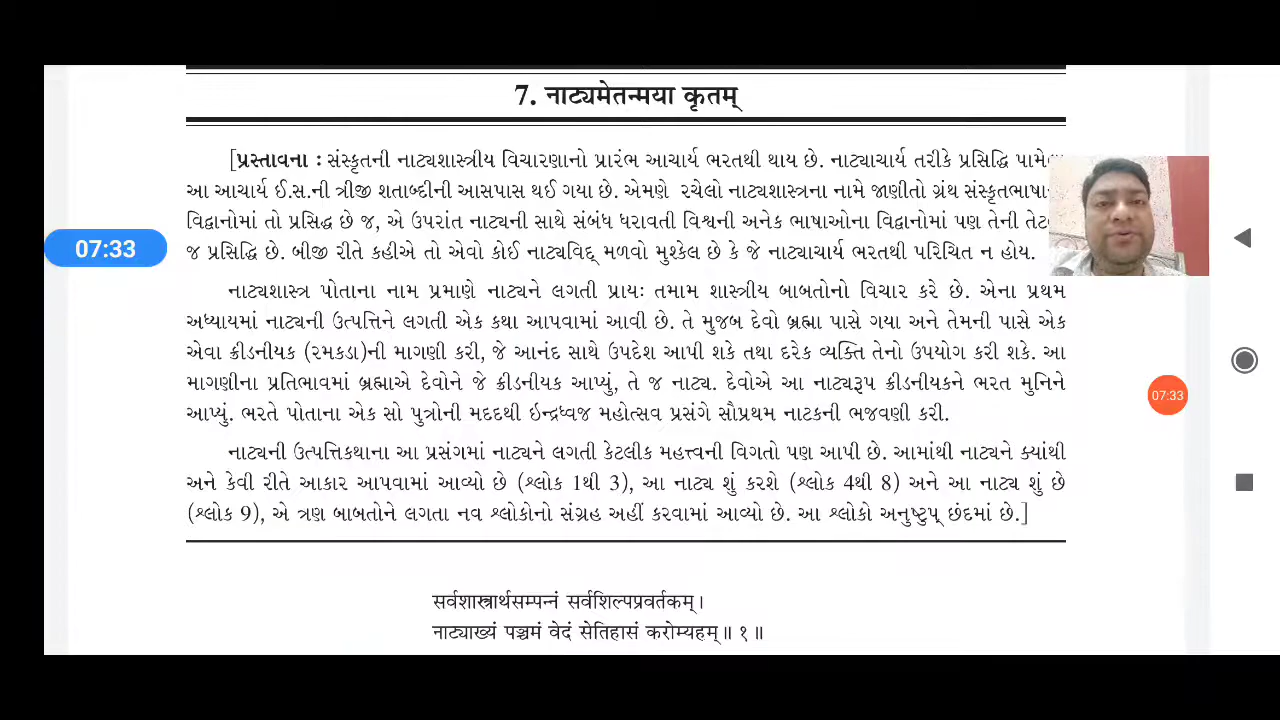 7. नाट्यमेतन्मया कृतम्
[પ્રસ્તાવના : સંસ્કૃતની નાટ્યશાસ્ત્રીય વિચારણાનો પ્રારંભ આચાર્ય ભરતથી થાય છે. નાટ્યાચાર્ય તરીકે પ્રસિદ્ધિ
આ આચાર્ય ઈ.સ.ની ત્રીજી શતાબ્દીની આસપાસ થઈ ગયા છે. એમણે રચેલો નાટ્યશાસ્ત્રના નામે જાણીતો ગ્રંથ
07:33
વિદ્વાનોમાં તો પ્રસિદ્ધ છે જ, એ ઉપરાંત નાટ્યની સાથે સંબંધ ધરાવતી વિશ્વની અનેક ભાષાઓના વિદ્વાનોમાં પણ તેની
જ પ્રસિદ્ધિ છે. બીજી રીતે કહીએ તો એવો કોઈ નાટ્યવિદ્ મળવો મુશ્કેલ છે કે જે નાટ્યાચાર્ય ભરતથી પરિચિત ન હોય.
નાટ્યશાસ્ત્ર પોતાના નામ પ્રમાણે નાટ્યને લગતી પ્રાયઃ તમામ શાસ્ત્રીય બાબતોનો વિચાર કરે છે. એના પ્રથમ
અધ્યાયમાં નાટ્યની ઉત્પત્તિને લગતી એક કથા આપવામાં આવી છે. તે મુજબ દેવો બ્રહ્મા પાસે ગયા અને તેમની પાસે એક
એવા ક્રીડનીયક (રમકડા)ની માગણી કરી, જે આનંદ સાથે ઉપદેશ આપી શકે તથા દરેક વ્યક્તિ તેનો ઉપયોગ કરી શકે. આ
માગણીના પ્રતિભાવમાં બ્રહ્માએ દેવોને જે ક્રીડનીયક આપ્યું, તે જ નાટ્ય. દેવોએ આ નાટ્યરૂપ ક્રીડનીયકને ભરત મુનિને
07:33
આપ્યું. ભરતે પોતાના એક સો પુત્રોની મદદથી ઇન્દ્રધ્વજ મહોત્સવ પ્રસંગે સૌપ્રથમ નાટકની ભજવણી કરી.
નાટ્યની ઉત્પત્તિકથાના આ પ્રસંગમાં નાટ્યને લગતી કેટલીક મહત્ત્વની વિગતો પણ આપી છે. આમાંથી નાટ્યને ક્યાંથી
અને કેવી રીતે આકાર આપવામાં આવ્યો છે (શ્લોક 1થી 3), આ નાટ્ય શું કરશે (શ્લોક 4થી 8) અને આ નાટ્ય શું છે
(શ્લોક 9), એ ત્રણ બાબતોને લગતા નવ શ્લોકોનો સંગ્રહ અહીં કરવામાં આવ્યો છે. આ શ્લોકો અનુષ્ટુપ્ છંદમાં છે.]
सर्वशास्त्रार्थसम्पन्नं सर्वशिल्पप्रवर्तकम्।
नाट्याख्यं पञ्चमं वेदं सेतिहासं करोम्यहम्॥ १॥